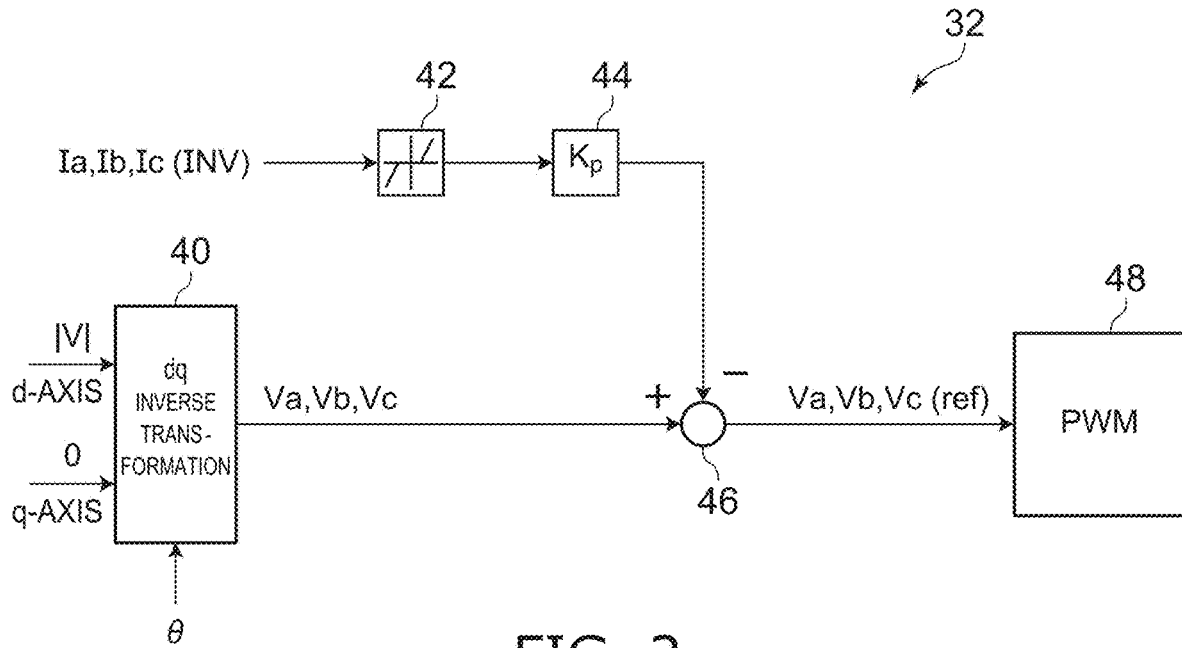 32
42
44
Ia,Ib,Ic (INV)
Kp
40
|V|
d-AXIS
0
q-AXIS
dq
INVERSE
TRANS-
FORMATION
Va,Vb,Vc
+
−
46
Va,Vb,Vc (ref)
48
PWM
θ